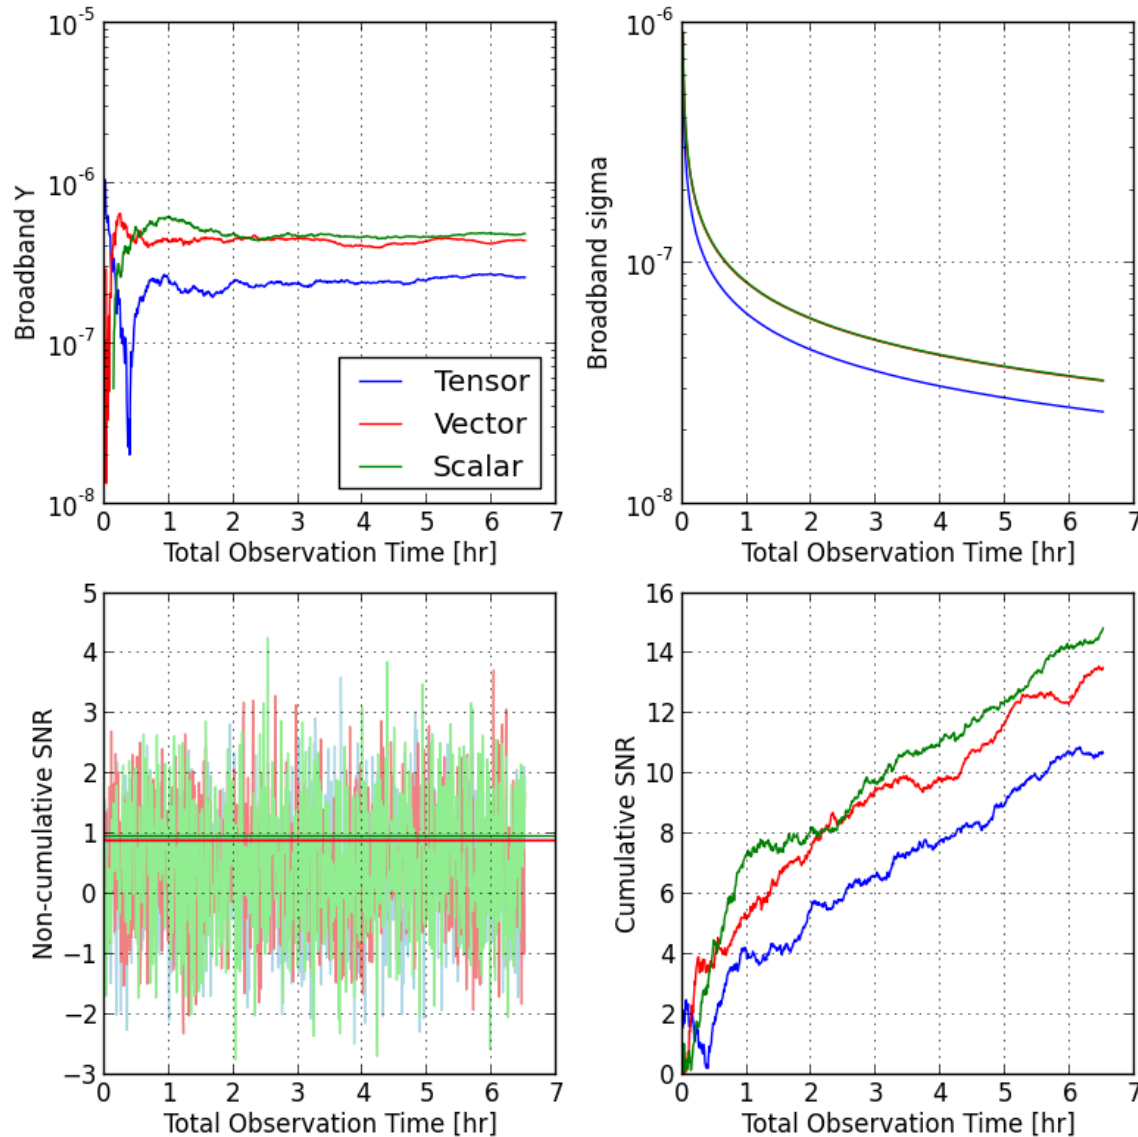 10^-5
10^-6
10^-7
10^-8
Broadband Y
0 1 2 3 4 5 6 7
Total Observation Time [hr]
Tensor
Vector
Scalar
10^-6
10^-7
10^-8
Broadband sigma
0 1 2 3 4 5 6 7
Total Observation Time [hr]
5
4
3
2
1
0
−1
−2
−3
Non-cumulative SNR
0 1 2 3 4 5 6 7
Total Observation Time [hr]
16
14
12
10
8
6
4
2
0
Cumulative SNR
0 1 2 3 4 5 6 7
Total Observation Time [hr]